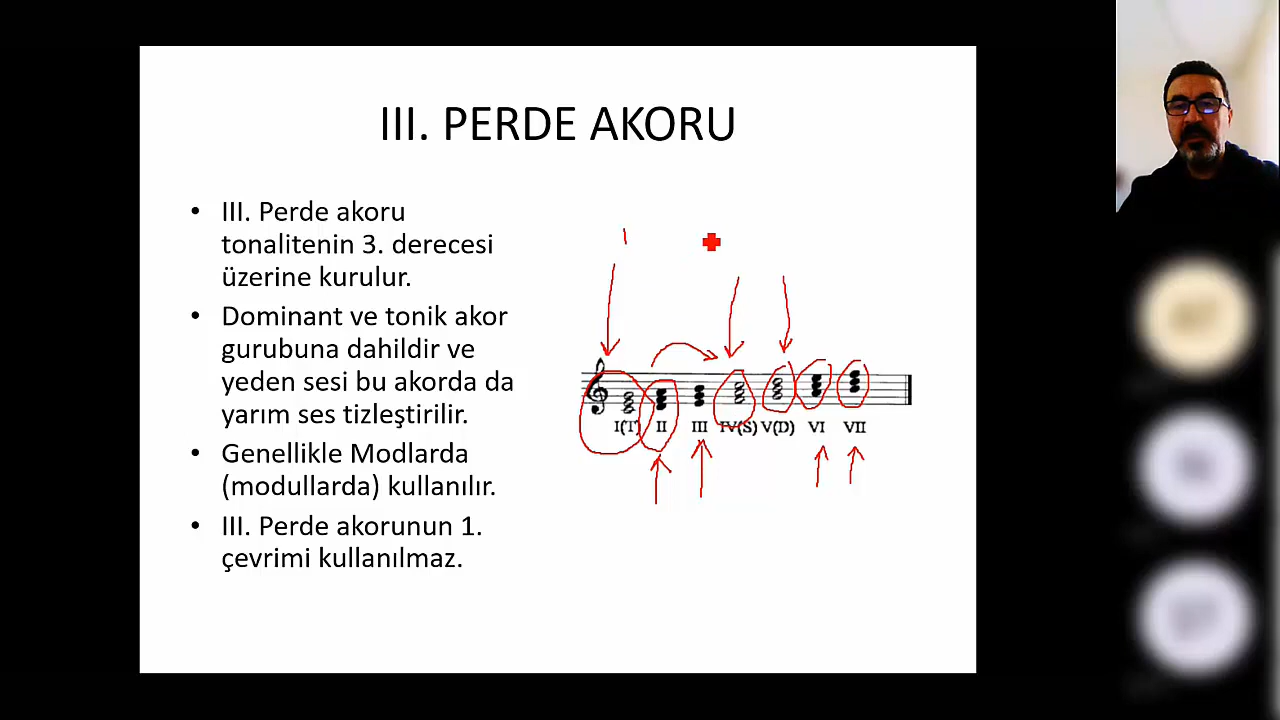 III. PERDE AKORU
• III. Perde akoru
tonalitenin 3. derecesi
üzerine kurulur.
• Dominant ve tonik akor
gurubuna dahildir ve
yeden sesi bu akorda da
yarım ses tizleştirilir.
• Genellikle Modlarda
(modullarda) kullanılır.
• III. Perde akorunun 1.
çevrimi kullanılmaz.
I(T) II III IV(S) V(D) VI VII